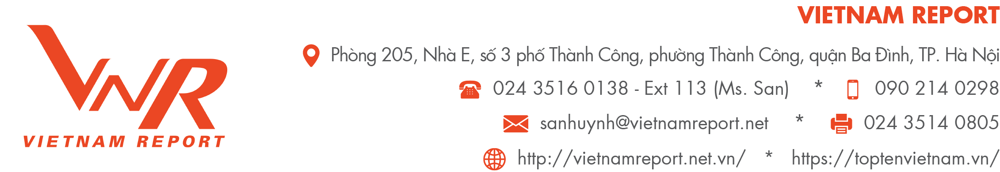 VNR
VIETNAM REPORT
VIETNAM REPORT
Phòng 205, Nhà E, số 3 phố Thành Công, phường Thành Công, quận Ba Đình, TP. Hà Nội
024 3516 0138 - Ext 113 (Ms. San) * 090 214 0298
sanhuynh@vietnamreport.net * 024 3514 0805
http://vietnamreport.net.vn/ * https://toptenvietnam.vn/